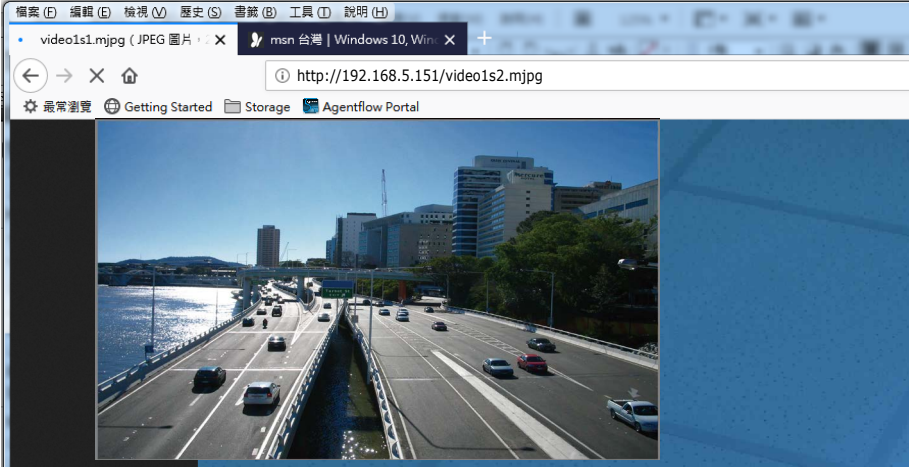 檔案 (F) 編輯 (E) 檢視 (V) 歷史 (S) 書籤 (B) 工具 (T) 說明 (H)
video1s1.mjpg ( JPEG 圖片, msn 台灣 | Windows 10, Win
http://192.168.5.151/video1s2.mjpg
最常瀏覽 Getting Started Storage Agentflow Portal